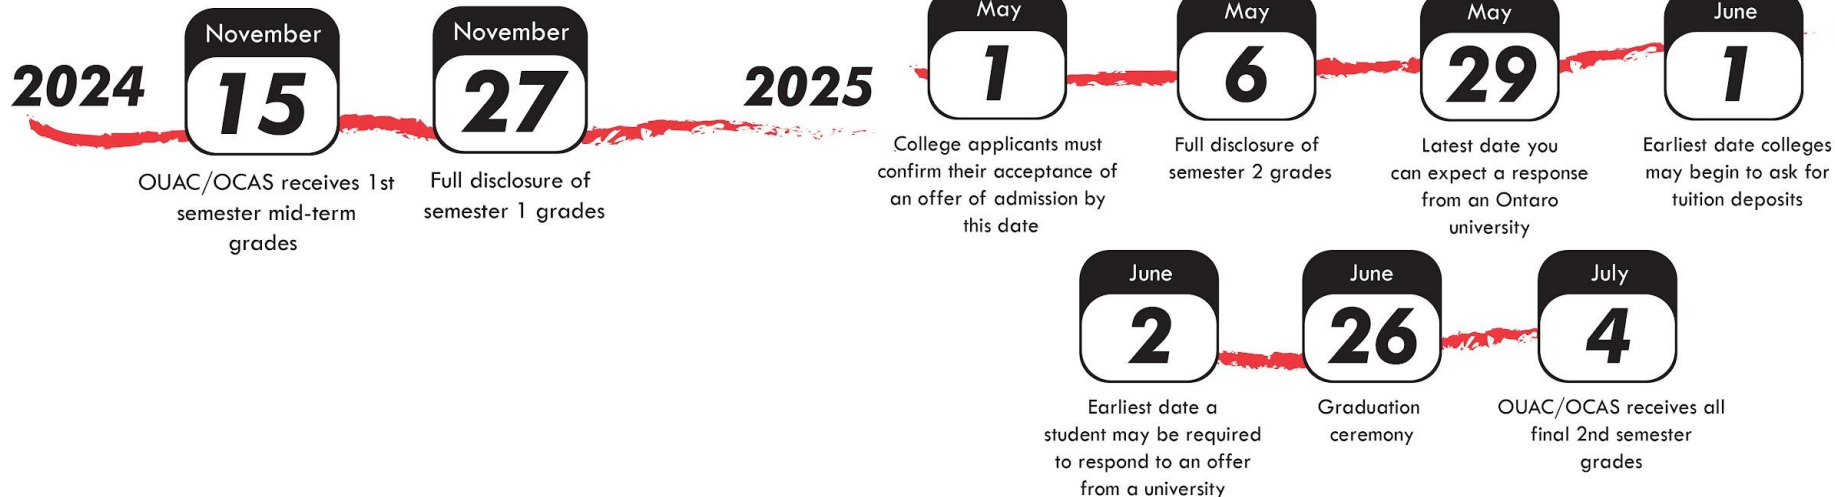 2024
November
15
OUAC/OCAS receives 1st
semester mid-term
grades
November
27
Full disclosure of
semester 1 grades
2025
May
1
College applicants must
confirm their acceptance of
an offer of admission by
this date
May
6
Full disclosure of
semester 2 grades
May
29
Latest date you
can expect a response
from an Ontaro
university
June
1
Earliest date colleges
may begin to ask for
tuition deposits
June
2
Earliest date a
student may be required
to respond to an offer
from a university
June
26
Graduation
ceremony
July
4
OUAC/OCAS receives all
final 2nd semester
grades